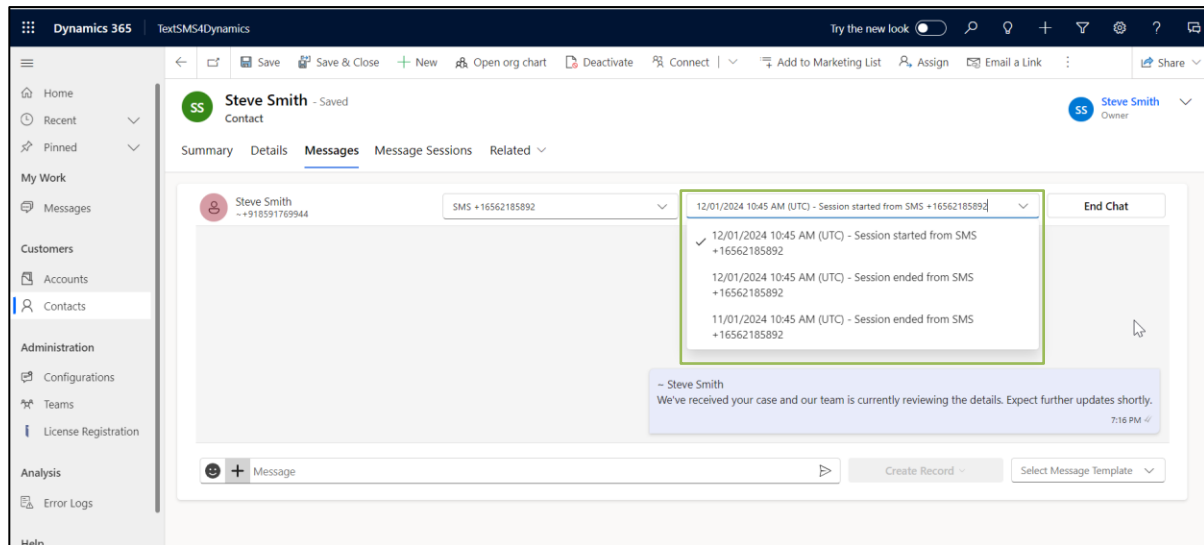 Dynamics 365 TextSMS4Dynamics Try the new look
Save Save & Close New Open org chart Deactivate Connect Add to Marketing List Assign Email a Link Share
Home
Recent
Pinned
My Work
Messages
Customers
Accounts
Contacts
Administration
Configurations
Teams
License Registration
Analysis
Error Logs
Help
SS
Steve Smith - Saved
Contact
SS
Steve Smith
Owner
Summary Details Messages Message Sessions Related
Steve Smith
~+918591769944
SMS +16562185892
12/01/2024 10:45 AM (UTC) - Session started from SMS +16562185892
End Chat
12/01/2024 10:45 AM (UTC) - Session started from SMS
+16562185892
12/01/2024 10:45 AM (UTC) - Session ended from SMS
+16562185892
11/01/2024 10:45 AM (UTC) - Session ended from SMS
+16562185892
~ Steve Smith
We've received your case and our team is currently reviewing the details. Expect further updates shortly.
7:16 PM
Message
Create Record
Select Message Template